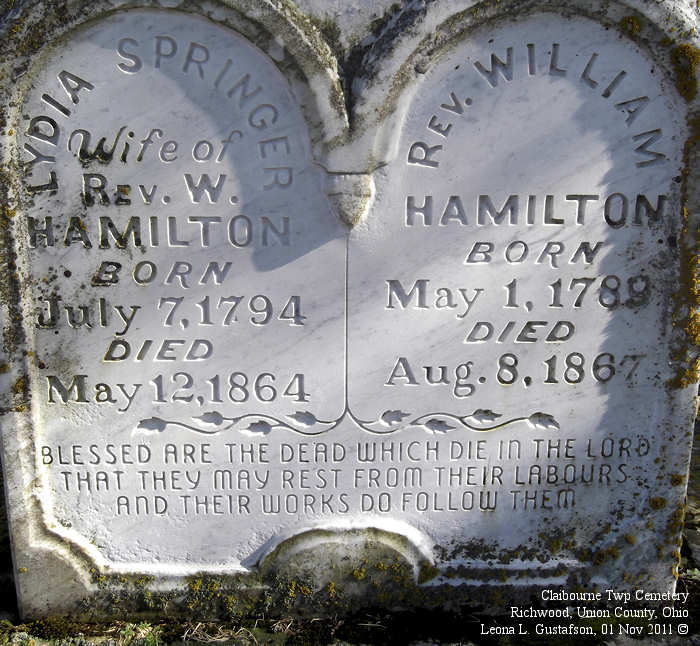 LYDIA SPRINGER
Wife of
REV. W.
HAMILTON
BORN
July 7, 1794
DIED
May 12, 1864
REV. WILLIAM
HAMILTON
BORN
May 1, 1789
DIED
Aug. 8, 1867
BLESSED ARE THE DEAD WHICH DIE IN THE LORD
THAT THEY MAY REST FROM THEIR LABOURS
AND THEIR WORKS DO FOLLOW THEM
Claibourne Twp Cemetery
Richwood, Union County, Ohio
Leona L. Gustafson, 01 Nov 2011 ©